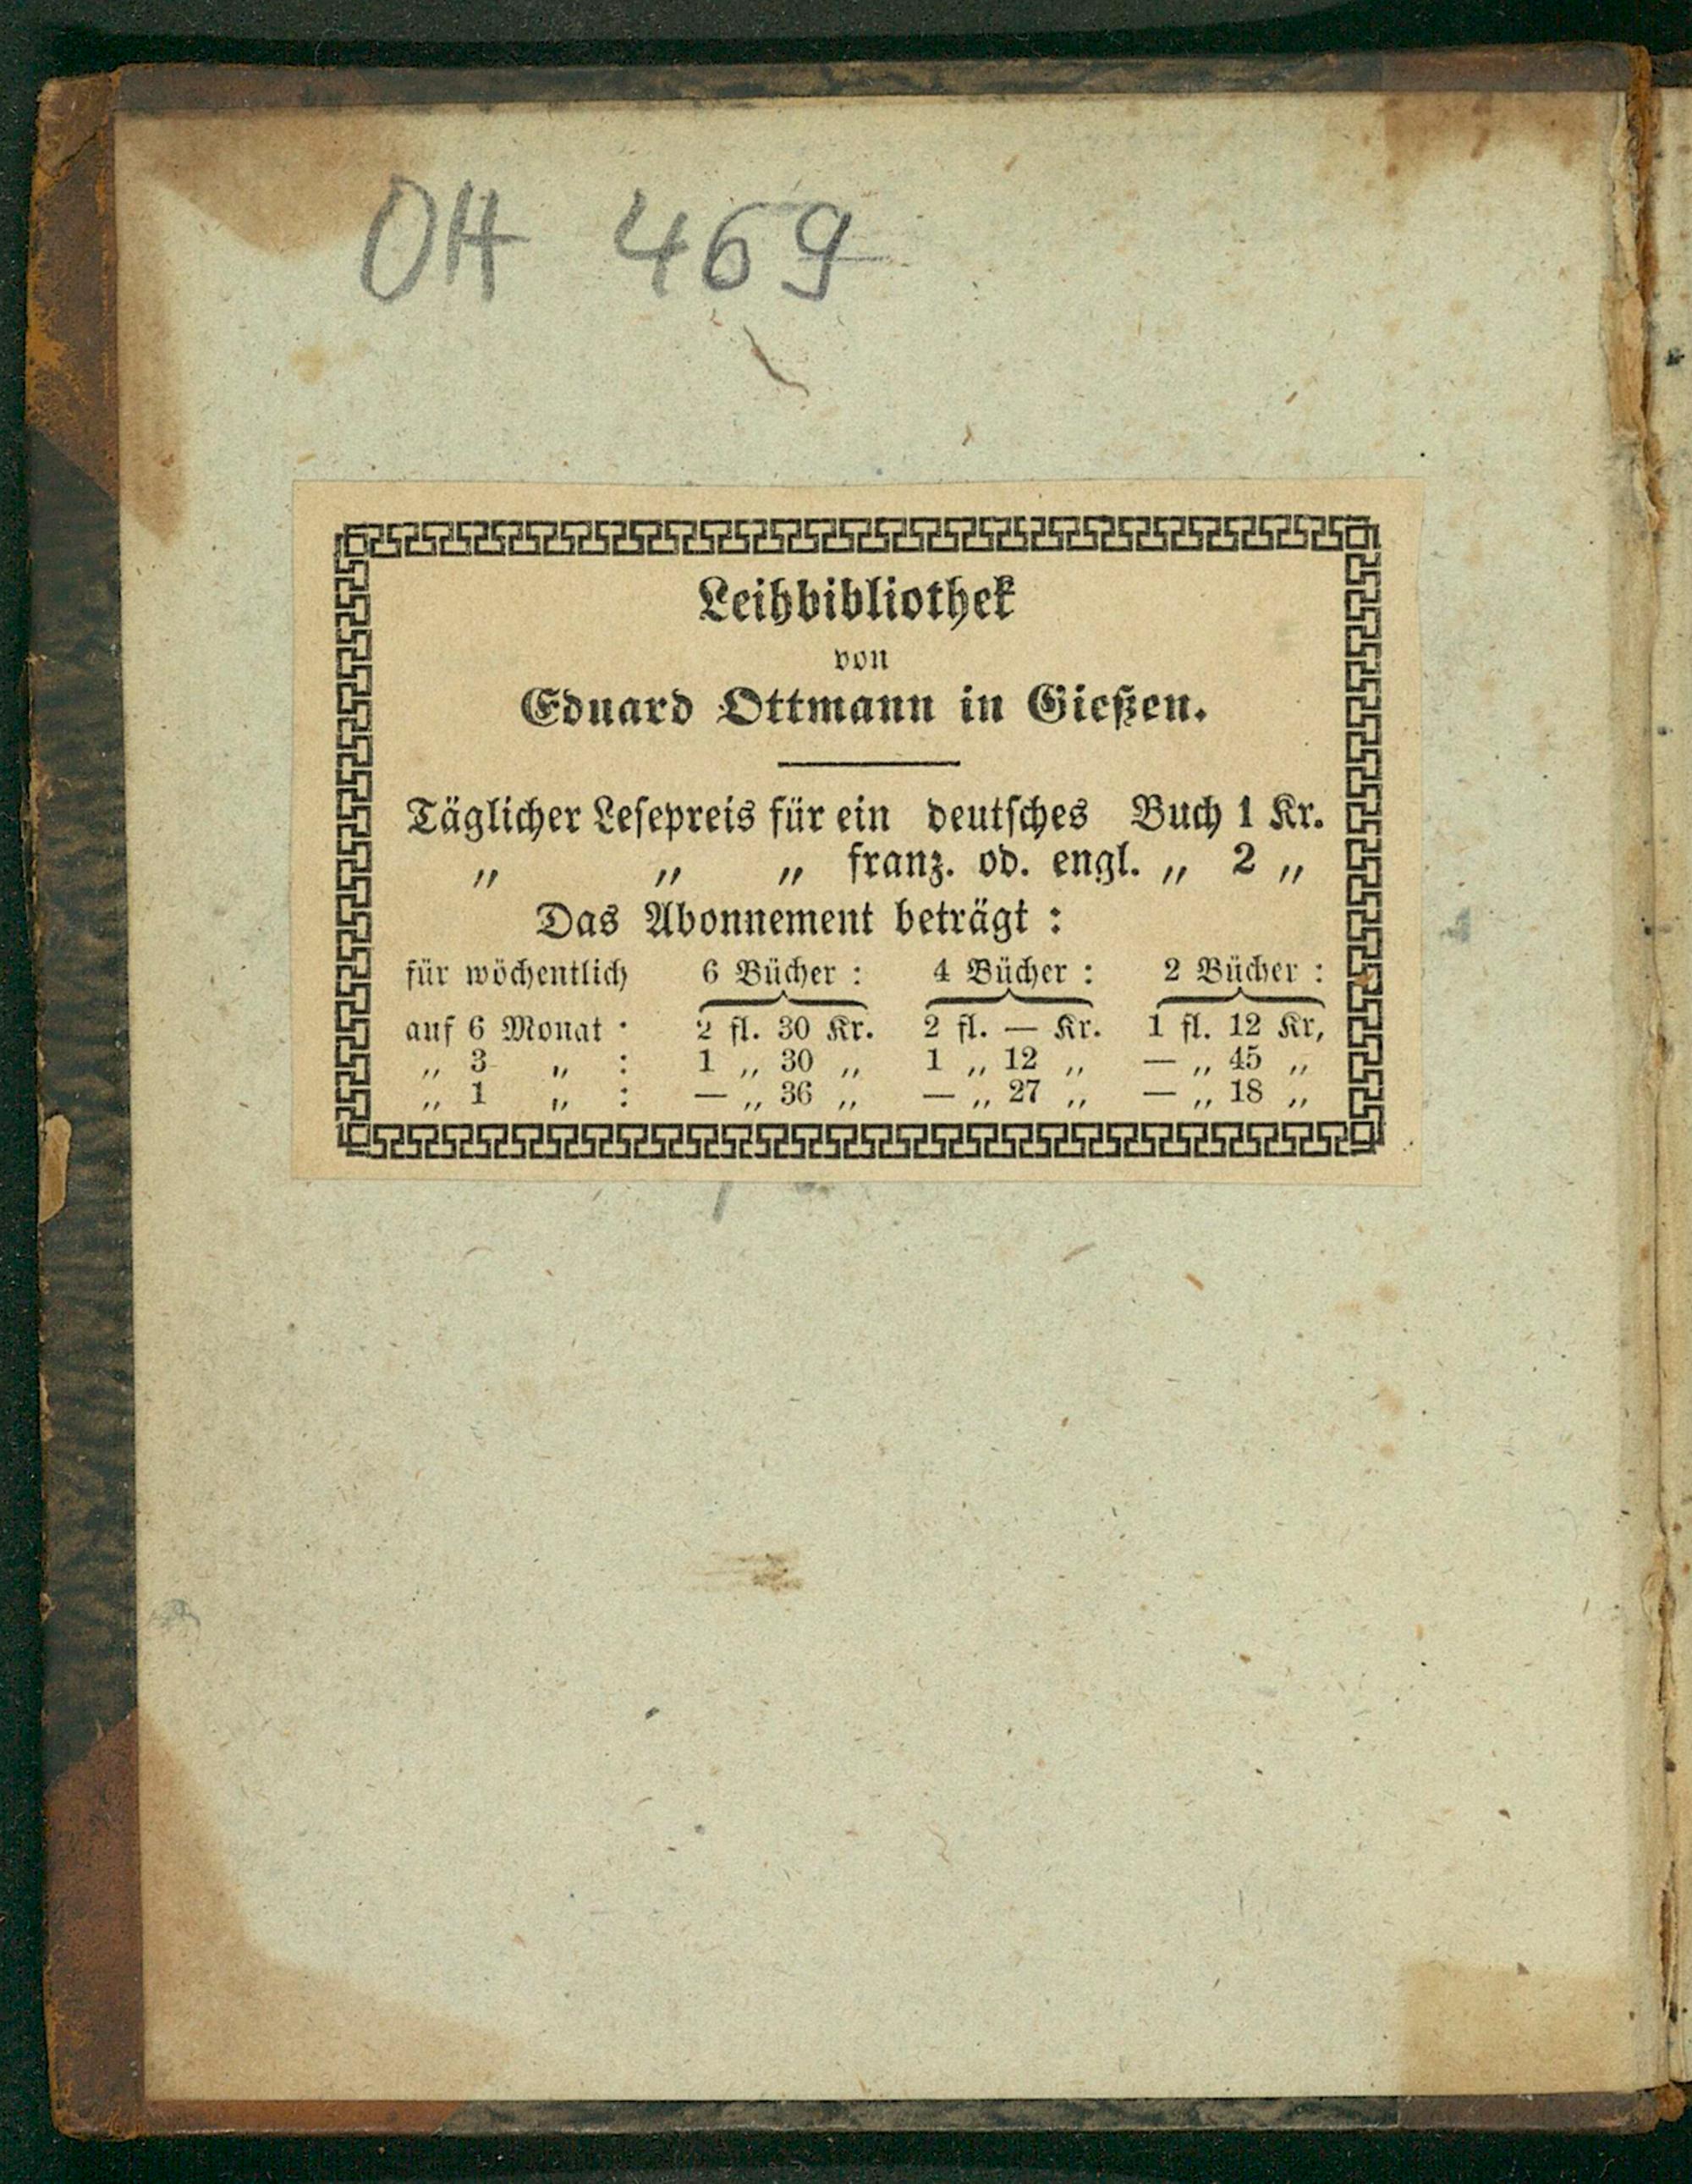 OH 469
Leihbibliothek
von
Eduard Ottmann in Gießen.
Täglicher Lesepreis für ein deutsches Buch 1 Kr.
„ „ „ franz. od. engl. „ 2 „
Das Abonnement beträgt :
für wöchentlich 6 Bücher : 4 Bücher : 2 Bücher :
auf 6 Monat : 2 fl. 30 Kr. 2 fl. — Kr. 1 fl. 12 Kr,
„ 3 „ : 1 „ 30 „ 1 „ 12 „ — „ 45 „
„ 1 „ : — „ 36 „ — „ 27 „ — „ 18 „